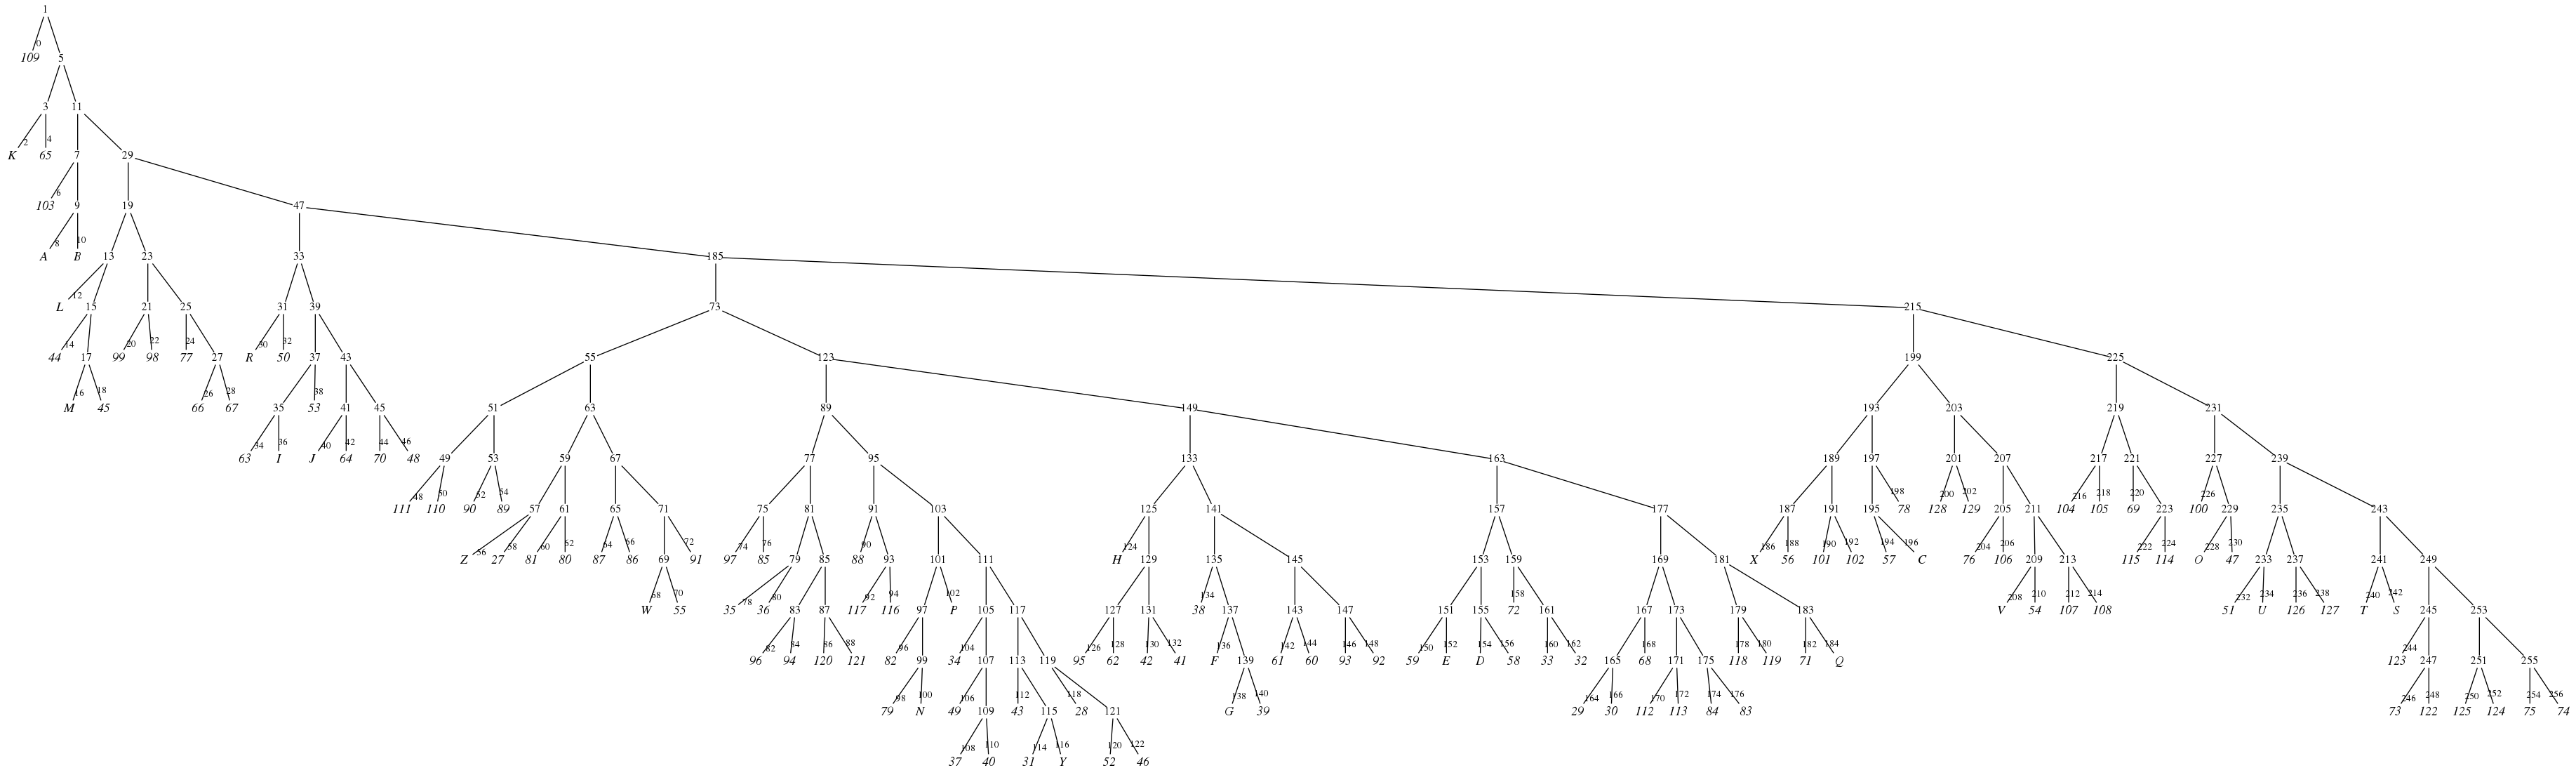 1
0
109 5
3 11
2 4
K 65 7 29
6
103 9 19 47
8 10
A B 13 23 33 185
12
L 15 21 25 31 39 73 215
14 20 22 24 30 32
44 17 99 98 77 27 R 50 37 43 55 123 199 225
16 18 26 28 38
M 45 66 67 35 53 41 45 51 63 89 149 193 203 219 231
34 36 40 42 44 46
63 I J 64 70 48 49 53 59 67 77 95 133 163 189 197 201 207 217 221 227 239
48 50 52 54 198 200 202 216 218 220 226
111 110 90 89 57 61 65 71 75 81 91 103 125 141 157 177 187 191 195 78 128 129 205 211 104 105 69 223 100 229 235 243
56 58 60 62 64 66 72 74 76 90 124 186 188 190 192 194 196 204 206 222 224 228 230
Z 27 81 80 87 86 69 91 97 85 79 85 88 93 101 111 H 129 135 145 153 159 169 181 X 56 101 102 57 C 76 106 209 213 115 114 O 47 233 237 241 249
68 70 78 80 92 94 102 134 158 208 210 212 214 232 234 236 238 240 242
W 55 35 36 83 87 117 116 97 P 105 117 127 131 38 137 143 147 151 155 72 161 167 173 179 183 V 54 107 108 51 U 126 127 T S 245 253
82 84 86 88 96 104 126 128 130 132 136 142 144 146 148 150 152 154 156 160 162 168 178 180 182 184 244
96 94 120 121 82 99 34 107 113 119 95 62 42 41 F 139 61 60 93 92 59 E D 58 33 32 165 68 171 175 118 119 71 Q 123 247 251 255
98 100 106 112 118 138 140 164 166 170 172 174 176 246 248 250 252 254 256
79 N 49 109 43 115 28 121 G 39 29 30 112 113 84 83 73 122 125 124 75 74
108 110 114 116 120 122
37 40 31 Y 52 46